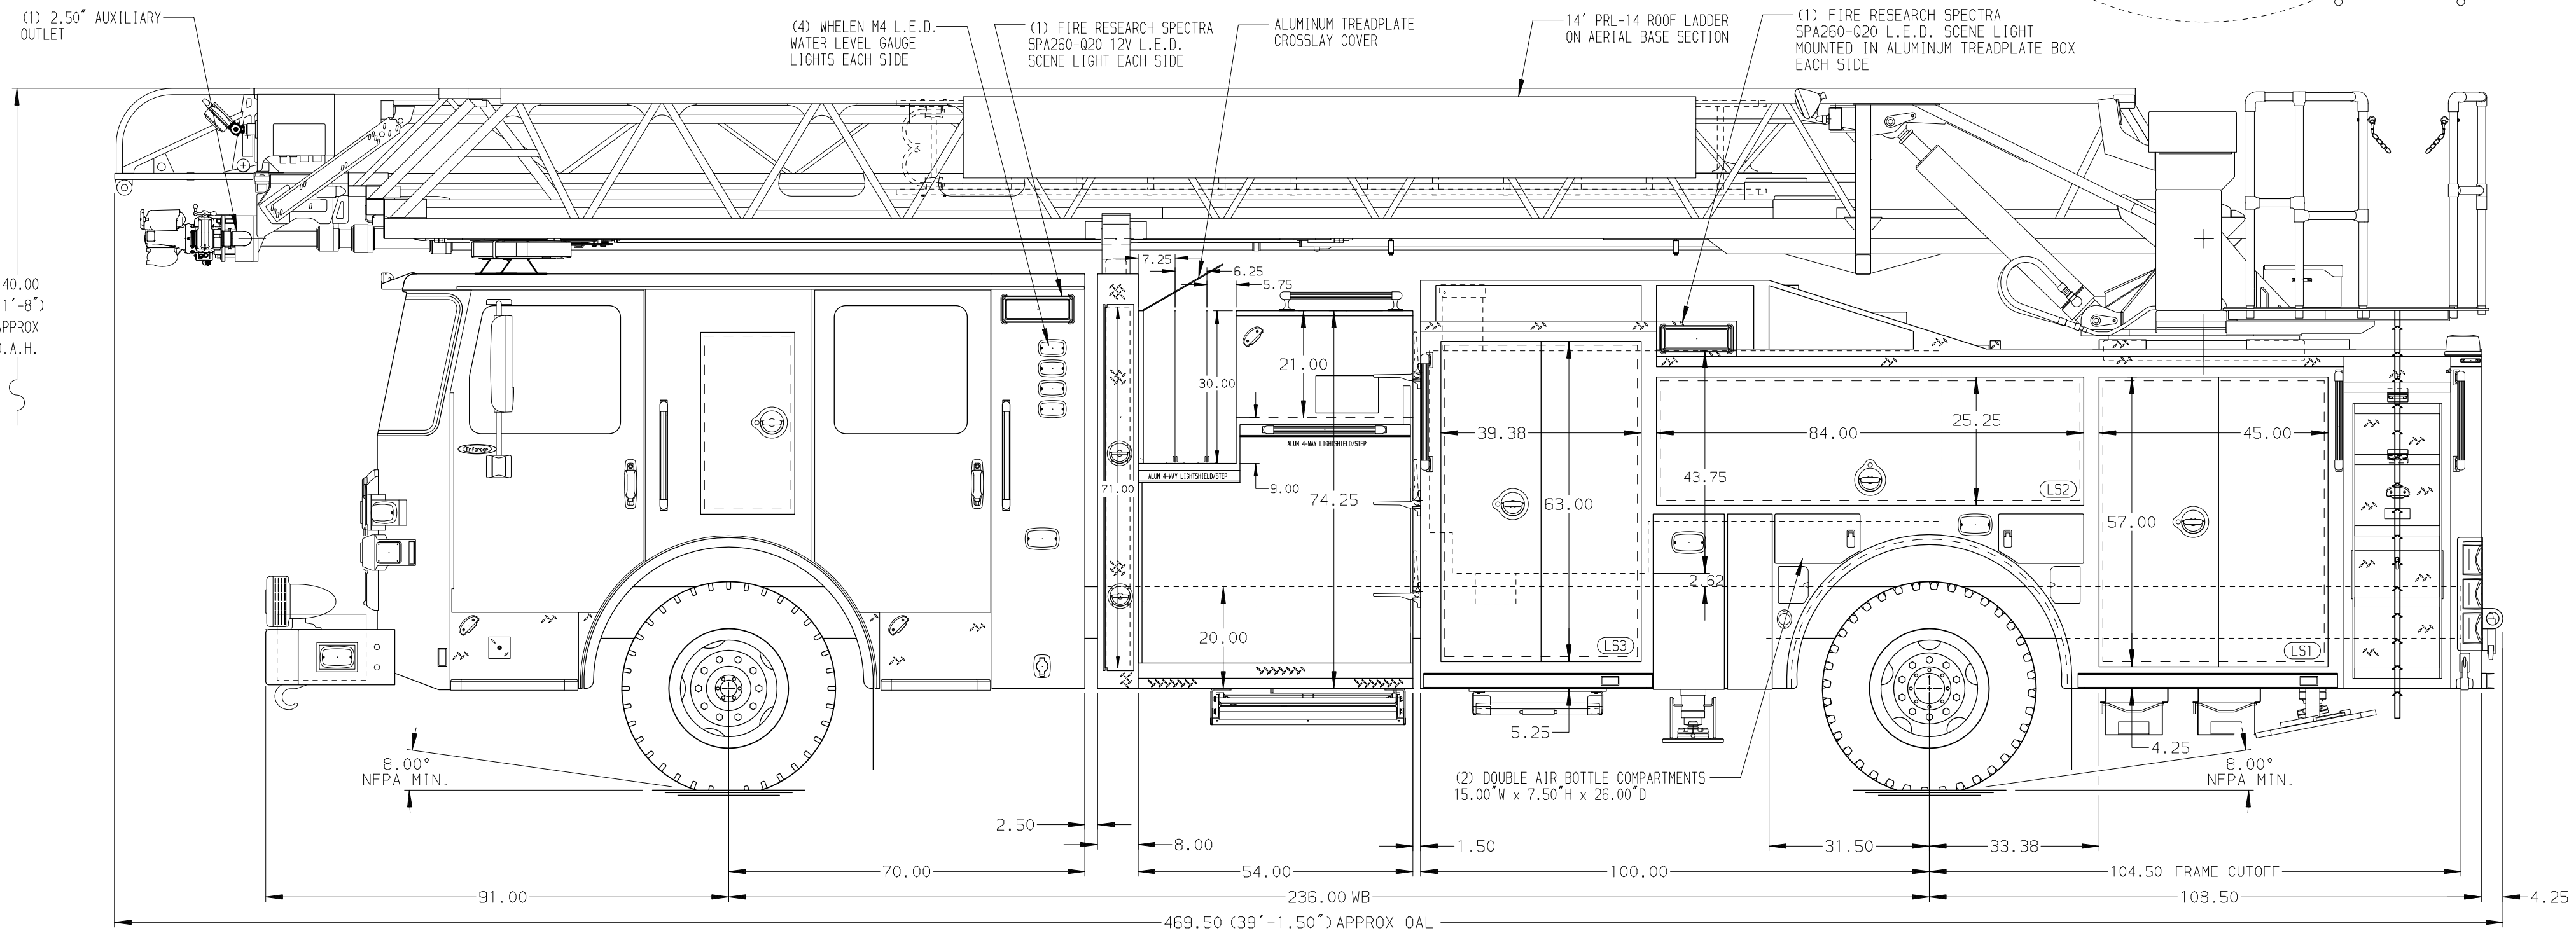 (1) 2.50" AUXILIARY
OUTLET
(4) WHELEN M4 L.E.D.
WATER LEVEL GAUGE
LIGHTS EACH SIDE
(1) FIRE RESEARCH SPECTRA
SPA260-Q20 12V L.E.D.
SCENE LIGHT EACH SIDE
ALUMINUM TREADPLATE
CROSSLAY COVER
14' PRL-14 ROOF LADDER
ON AERIAL BASE SECTION
(1) FIRE RESEARCH SPECTRA
SPA260-Q20 L.E.D. SCENE LIGHT
MOUNTED IN ALUMINUM TREADPLATE BOX
EACH SIDE
40.00
1'-8")
APPROX
O.A.H.
7.25
6.25
5.75
21.00
30.00
Enforcer
ALUM 4-WAY LIGHTSHIELD/STEP
ALUM 4-WAY LIGHTSHIELD/STEP
9.00
71.00
74.25
20.00
39.38
63.00
LS3
84.00
25.25
43.75
LS2
2.62
45.00
57.00
LS1
5.25
4.25
8.00°
NFPA MIN.
8.00°
NFPA MIN.
(2) DOUBLE AIR BOTTLE COMPARTMENTS
15.00"W x 7.50"H x 26.00"D
2.50
8.00
1.50
31.50
33.38
70.00
54.00
100.00
104.50 FRAME CUTOFF
91.00
236.00 WB
108.50
4.25
469.50 (39'-1.50") APPROX OAL